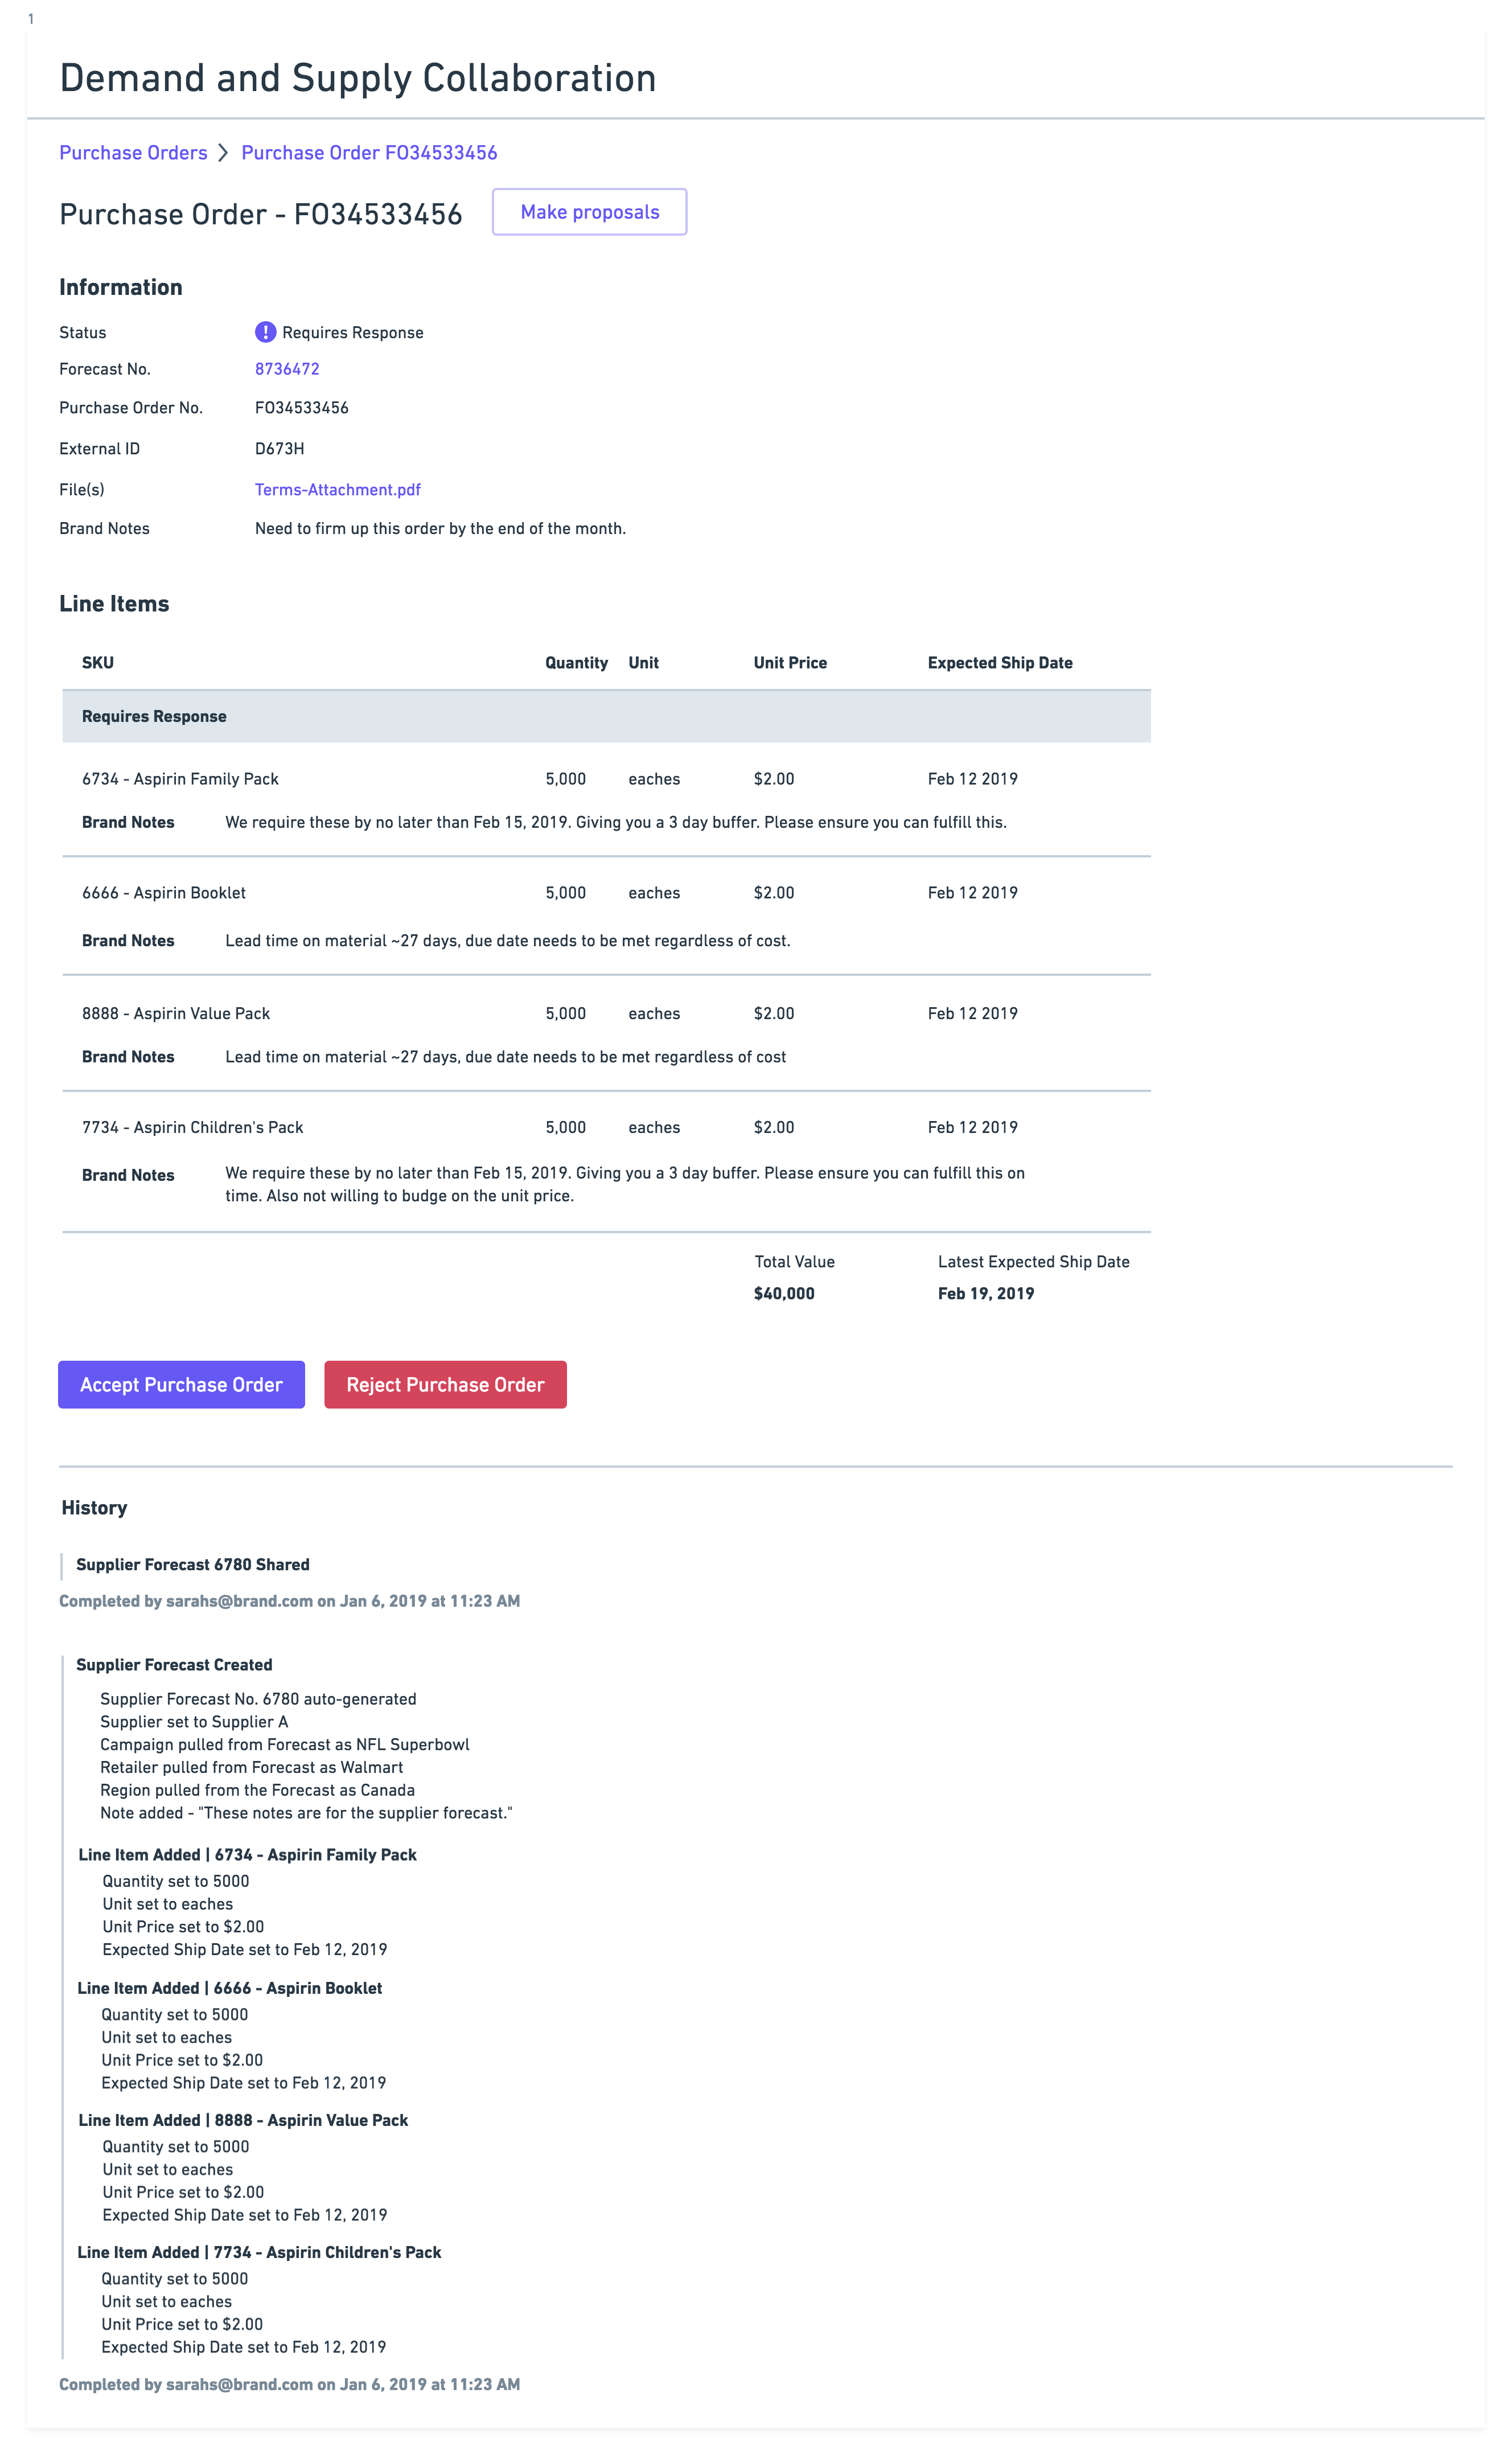 1
Demand and Supply Collaboration
Purchase Orders > Purchase Order FO34533456
Purchase Order - FO34533456 Make proposals
Information
Status ! Requires Response
Forecast No. 8736472
Purchase Order No. FO34533456
External ID D673H
File(s) Terms-Attachment.pdf
Brand Notes Need to firm up this order by the end of the month.
Line Items
SKU Quantity Unit Unit Price Expected Ship Date
Requires Response
6734 - Aspirin Family Pack 5,000 eaches $2.00 Feb 12 2019
Brand Notes We require these by no later than Feb 15, 2019. Giving you a 3 day buffer. Please ensure you can fulfill this.
6666 - Aspirin Booklet 5,000 eaches $2.00 Feb 12 2019
Brand Notes Lead time on material ~27 days, due date needs to be met regardless of cost.
8888 - Aspirin Value Pack 5,000 eaches $2.00 Feb 12 2019
Brand Notes Lead time on material ~27 days, due date needs to be met regardless of cost
7734 - Aspirin Children's Pack 5,000 eaches $2.00 Feb 12 2019
Brand Notes We require these by no later than Feb 15, 2019. Giving you a 3 day buffer. Please ensure you can fulfill this on
time. Also not willing to budge on the unit price.
Total Value Latest Expected Ship Date
$40,000 Feb 19, 2019
Accept Purchase Order Reject Purchase Order
History
Supplier Forecast 6780 Shared
Completed by sarahs@brand.com on Jan 6, 2019 at 11:23 AM
Supplier Forecast Created
Supplier Forecast No. 6780 auto-generated
Supplier set to Supplier A
Campaign pulled from Forecast as NFL Superbowl
Retailer pulled from Forecast as Walmart
Region pulled from the Forecast as Canada
Note added - "These notes are for the supplier forecast."
Line Item Added | 6734 - Aspirin Family Pack
Quantity set to 5000
Unit set to eaches
Unit Price set to $2.00
Expected Ship Date set to Feb 12, 2019
Line Item Added | 6666 - Aspirin Booklet
Quantity set to 5000
Unit set to eaches
Unit Price set to $2.00
Expected Ship Date set to Feb 12, 2019
Line Item Added | 8888 - Aspirin Value Pack
Quantity set to 5000
Unit set to eaches
Unit Price set to $2.00
Expected Ship Date set to Feb 12, 2019
Line Item Added | 7734 - Aspirin Children's Pack
Quantity set to 5000
Unit set to eaches
Unit Price set to $2.00
Expected Ship Date set to Feb 12, 2019
Completed by sarahs@brand.com on Jan 6, 2019 at 11:23 AM